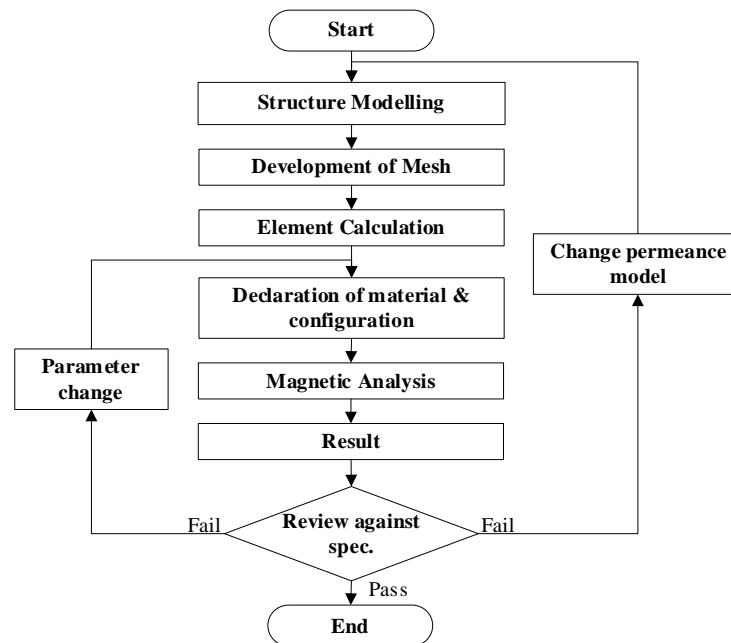 Start
Structure Modelling
Development of Mesh
Element Calculation
Change permeance
model
Declaration of material &
configuration
Parameter
change
Magnetic Analysis
Result
Fail
Review against
spec.
Fail
Pass
End